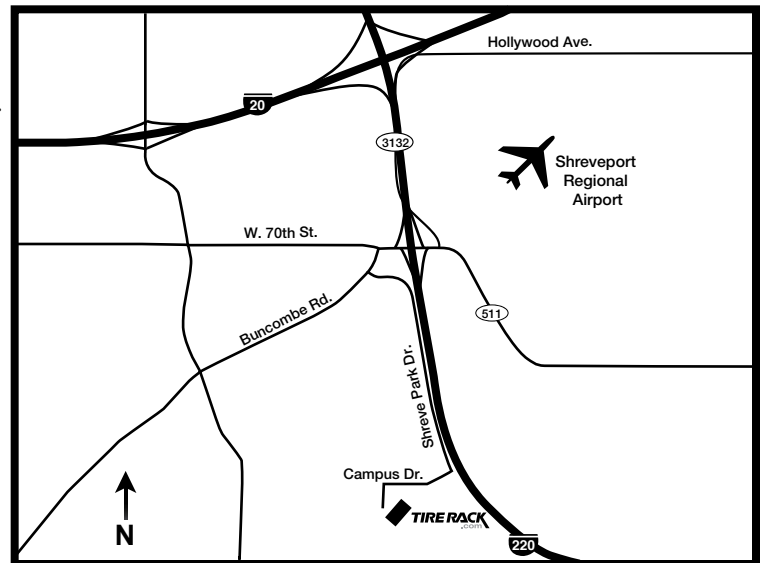 Hollywood Ave.
20
3132
Shreveport
Regional
Airport
W. 70th St.
Buncombe Rd.
511
Shreve Park Dr.
Campus Dr.
TIRE RACK
.com
N
220